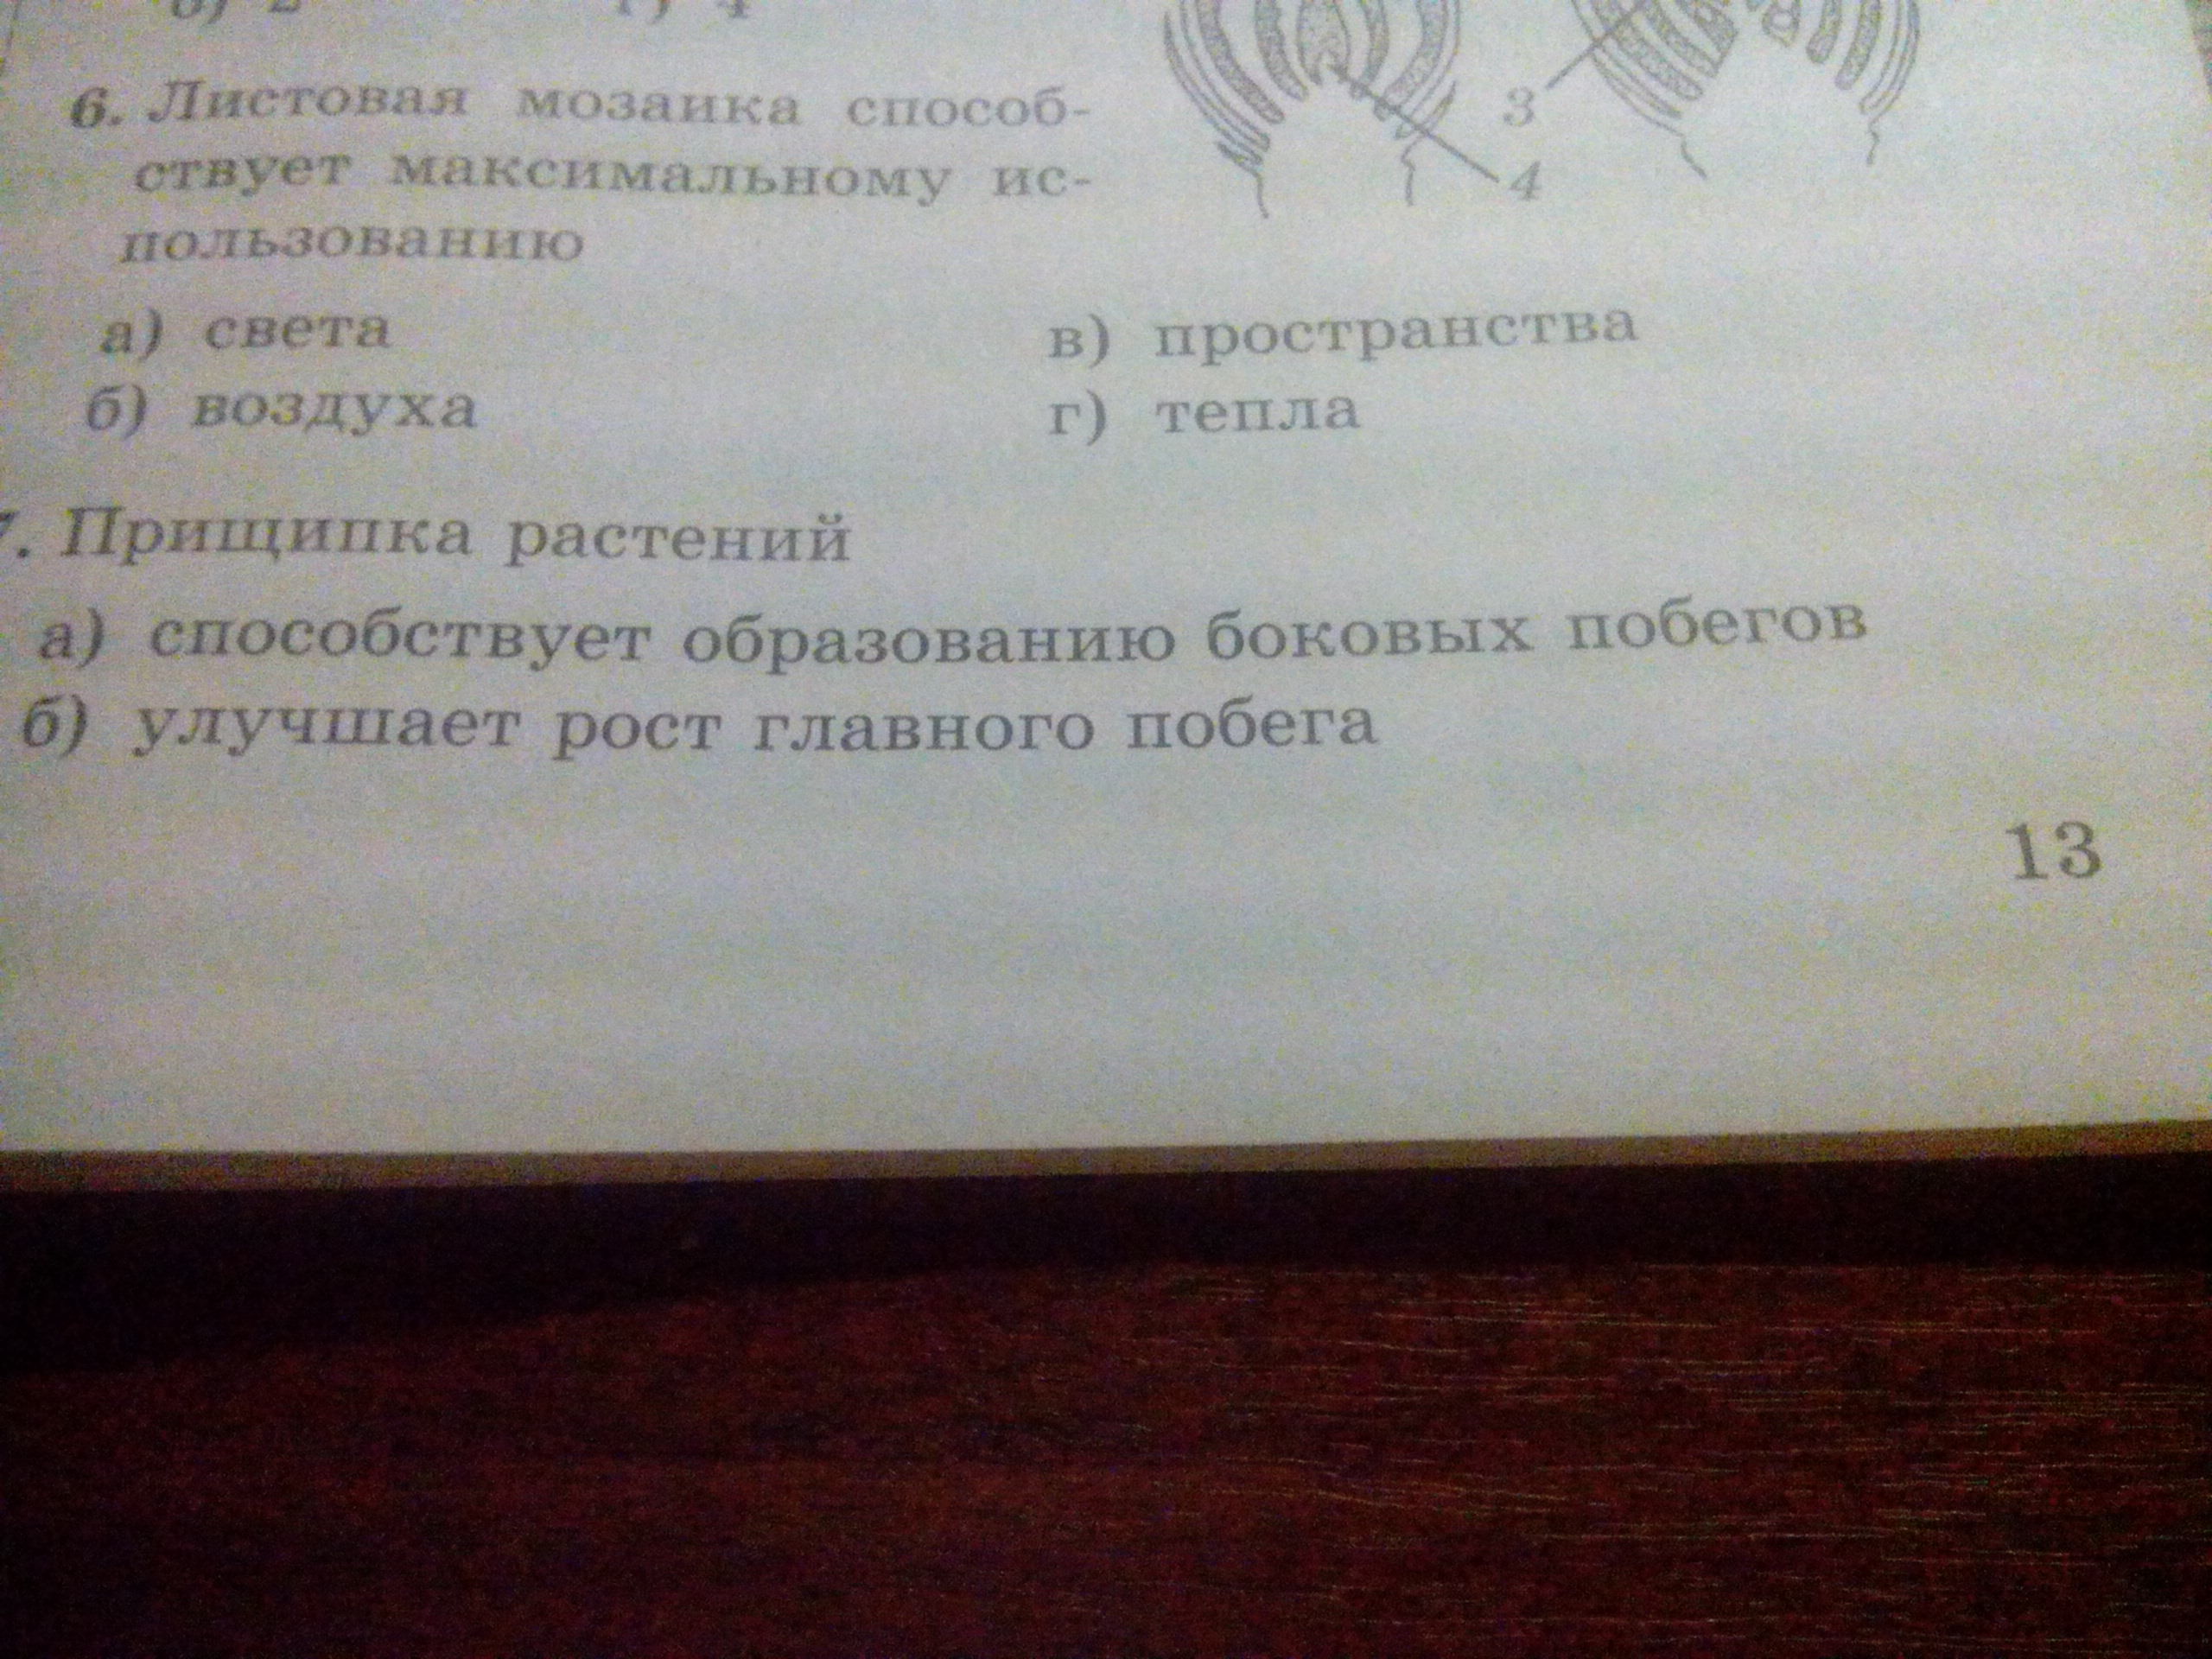 6. Листовая мозаика способ-
ствует максимальному ис-
пользованию
а) света
б) воздуха
в) пространства
г) тепла
3
4
7. Прищипка растений
а) способствует образованию боковых побегов
б) улучшает рост главного побега
13